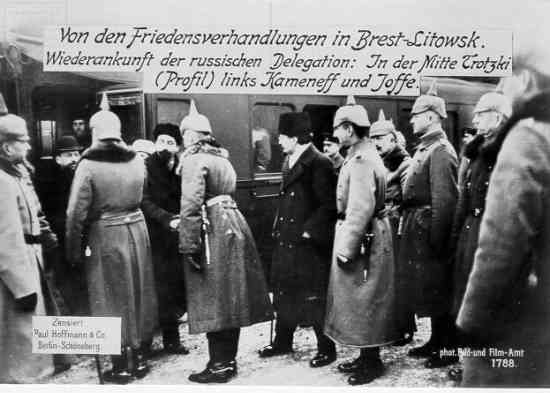 Von den Friedensverhandlungen in Brest-Litowsk.
Wiederankunft der russischen Delegation: In der Mitte Trotzki
(Profil) links Kameneff und Joffe.
Zensiert
Paul Hoffmann & Co.
Berlin-Schöneberg
phot. Bild-und Film-Amt
1788.